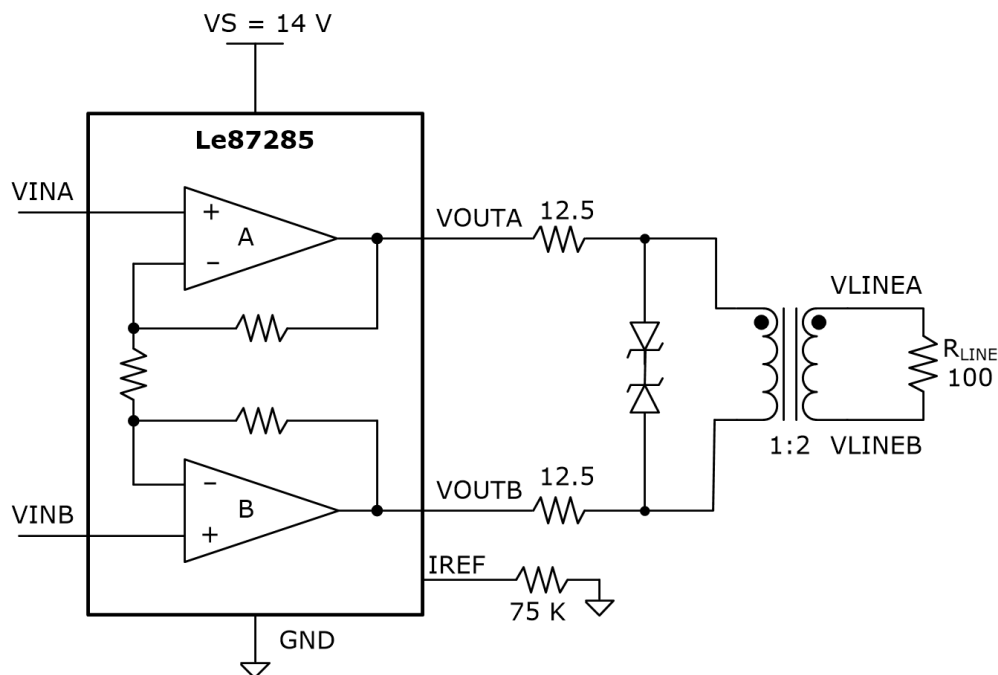 VS = 14 V
Le87285
VINA
+
A
−
VOUTA
12.5
VLINEA
R_LINE
100
1:2
VLINEB
−
B
+
VINB
VOUTB
12.5
IREF
75 K
GND